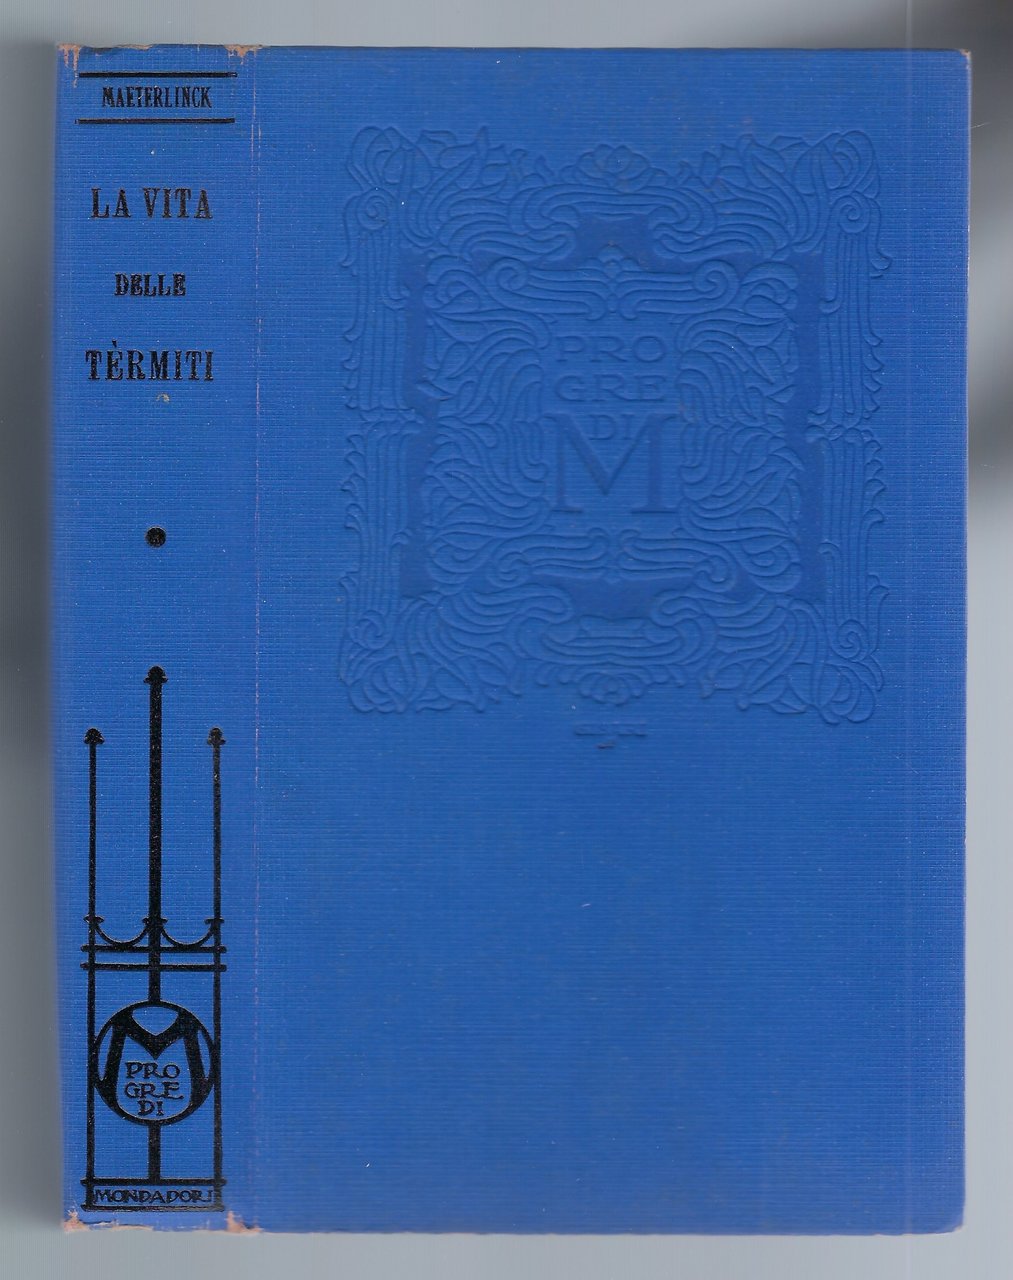 MAETERLINCK
LA VITA
DELLE
TÈRMITI
M
PRO
GRE
DI
MONDADORI
PRO
GRE
DI
M